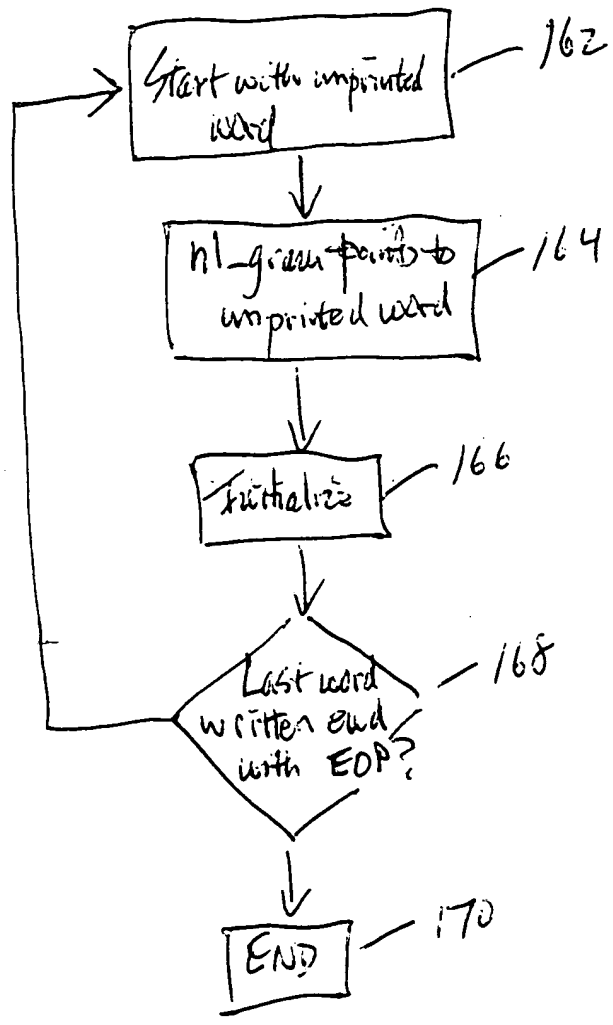 162
Start with unprinted
word
164
nl_gram points to
unprinted word
166
Initialize
168
Last word
written end
with EOP?
170
END